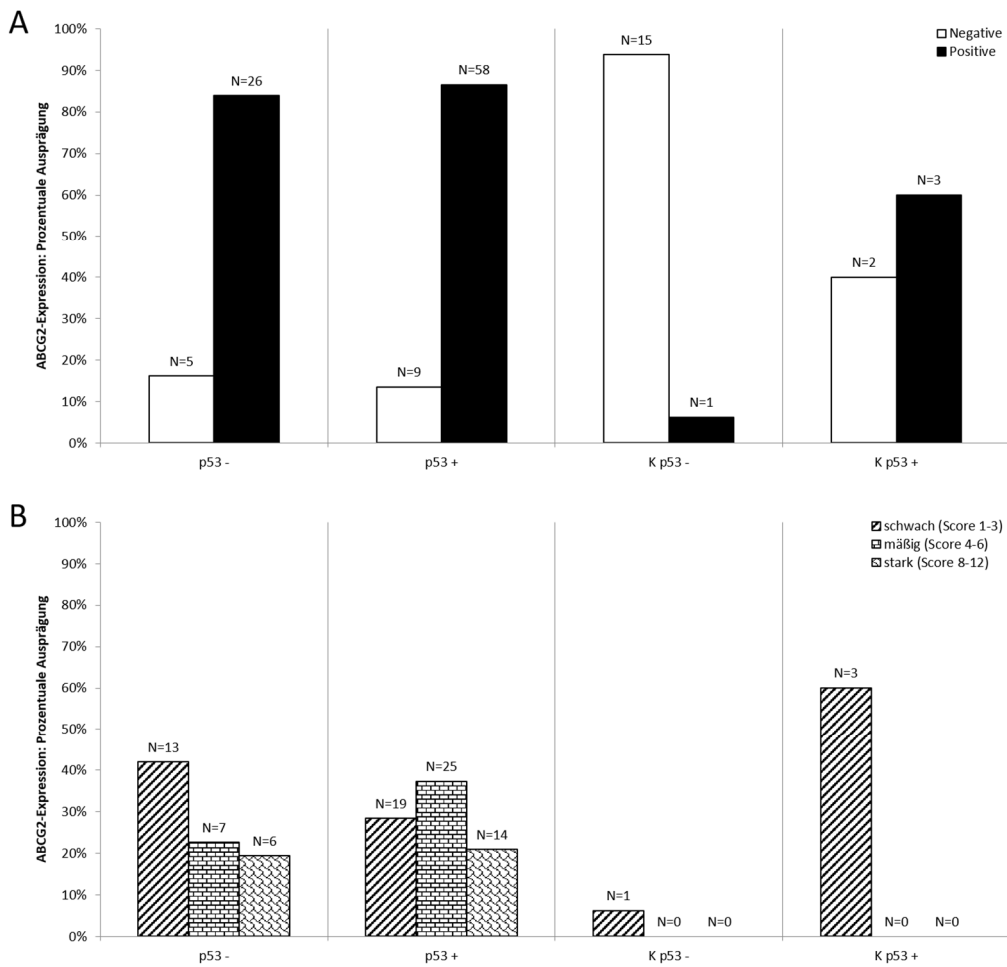 A
ABCG2-Expression: Prozentuale Ausprägung
100%
90%
80%
70%
60%
50%
40%
30%
20%
10%
0%
Negative
Positive
N=5
N=26
N=9
N=58
N=15
N=1
N=2
N=3
p53 -
p53 +
K p53 -
K p53 +
B
ABCG2-Expression: Prozentuale Ausprägung
100%
90%
80%
70%
60%
50%
40%
30%
20%
10%
0%
schwach (Score 1-3)
mäßig (Score 4-6)
stark (Score 8-12)
N=13
N=7
N=6
N=19
N=25
N=14
N=1
N=0
N=0
N=3
N=0
N=0
p53 -
p53 +
K p53 -
K p53 +